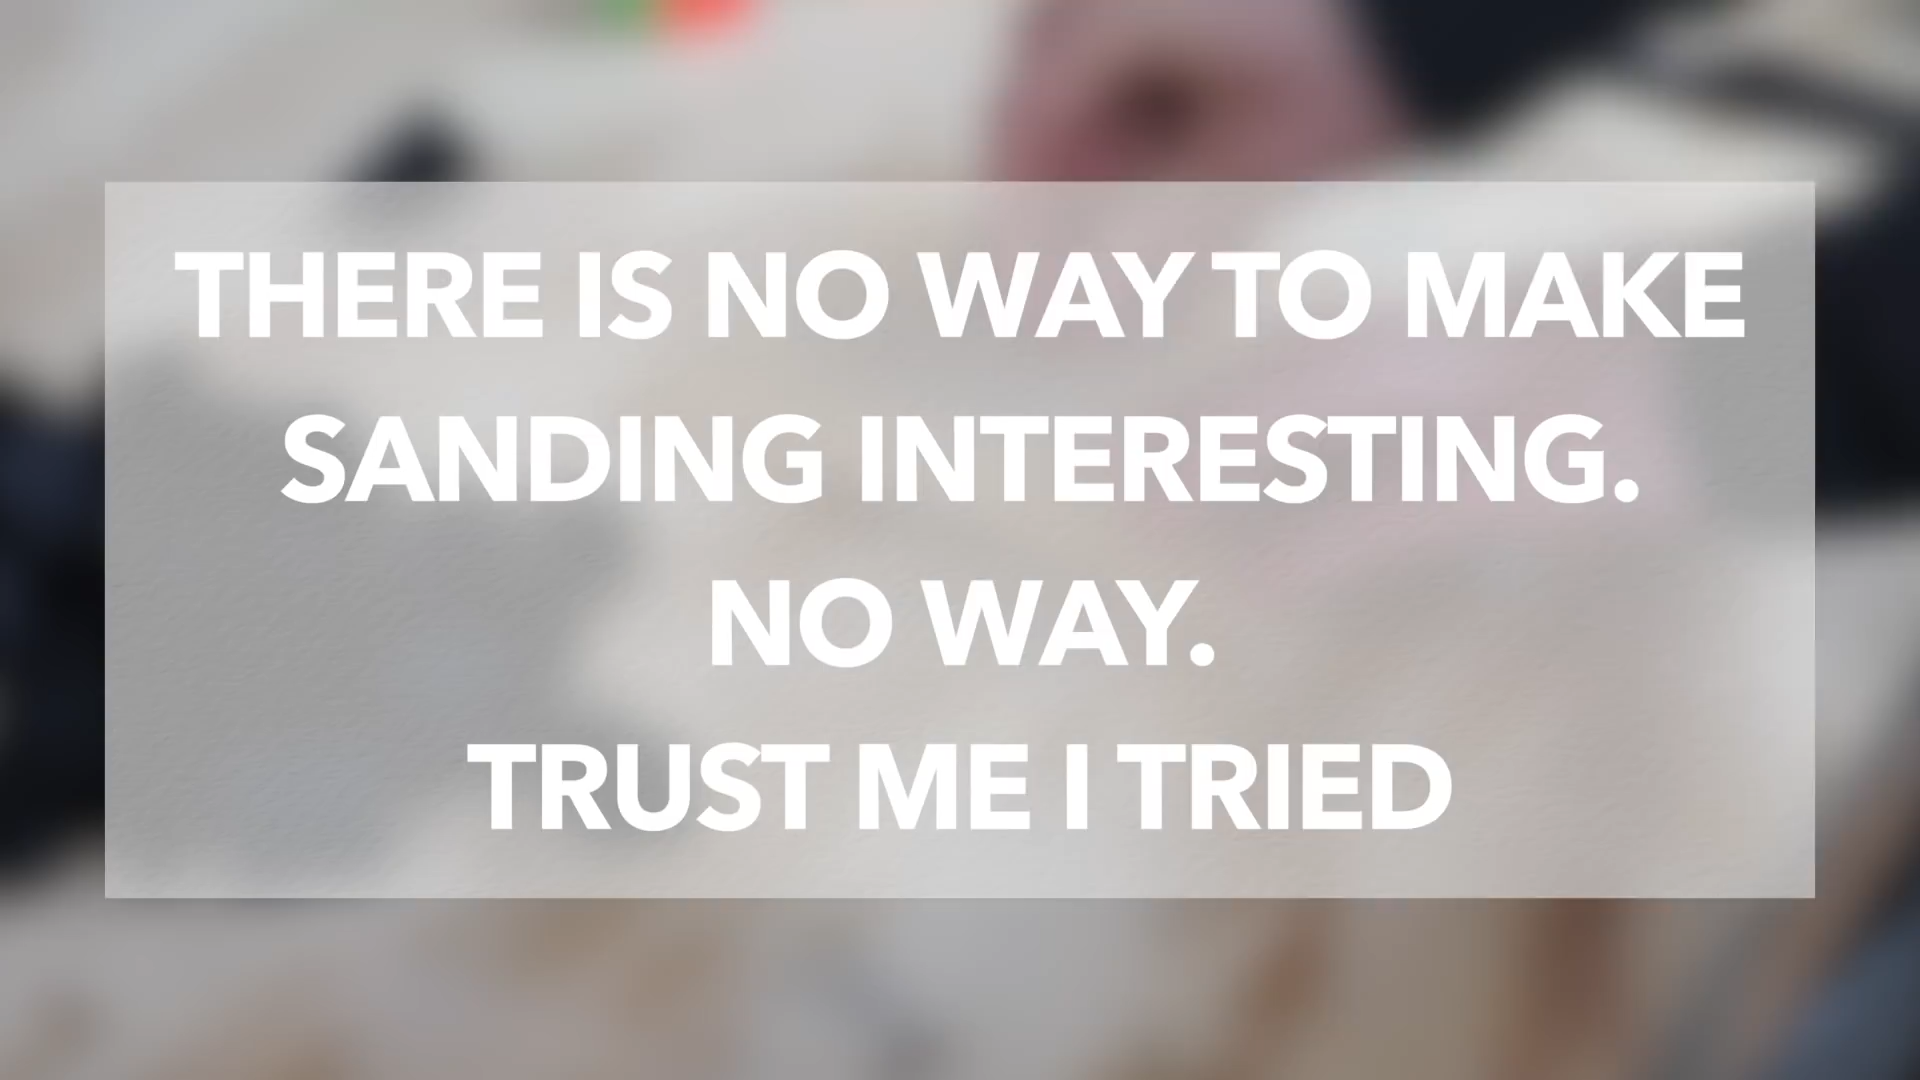 THERE IS NO WAY TO MAKE
SANDING INTERESTING.
NO WAY.
TRUST ME I TRIED